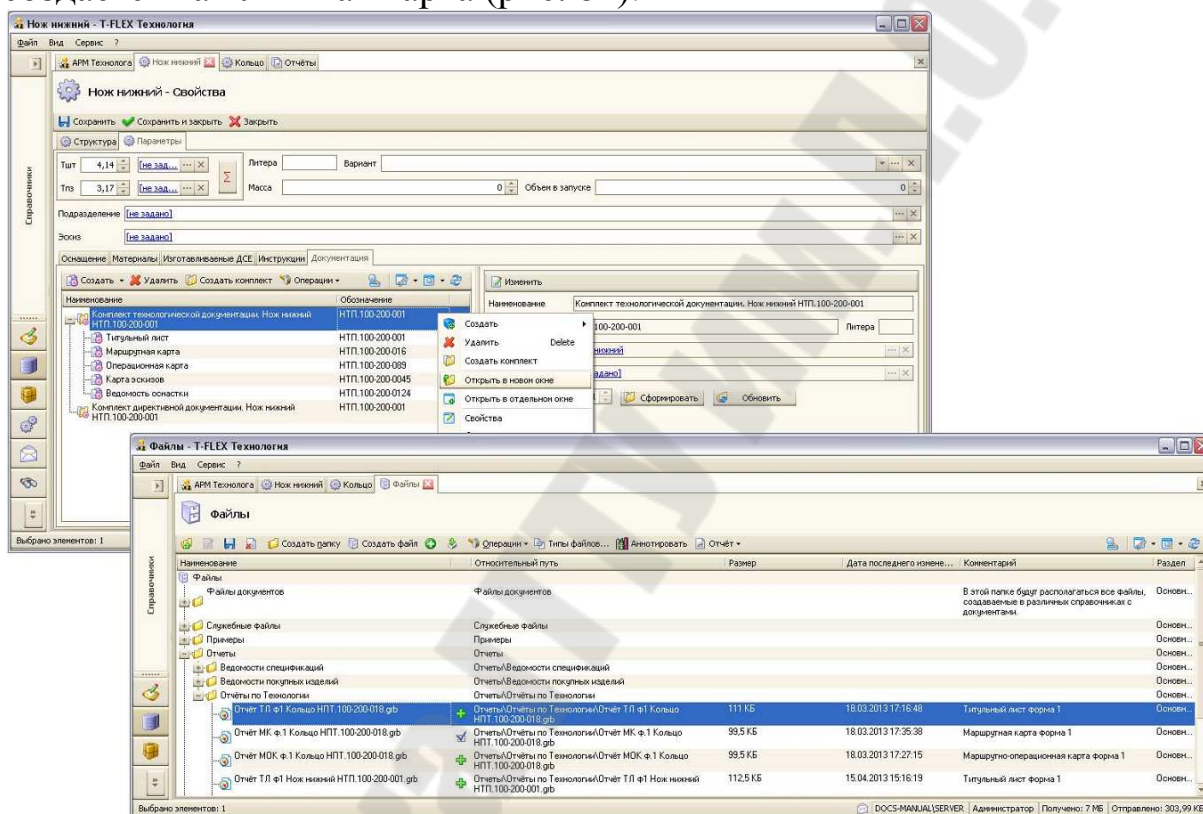 Нож нижний - T-FLEX Технология
Файл Вид Сервис ?
АРМ Технолога Нож нижний Кольцо Отчёты
Нож нижний - Свойства
Сохранить Сохранить и закрыть Закрыть
Структура Параметры
Тшт 4,14 [не зад... ... Литера Вариант
Тпз 3,17 [не зад... ... Масса 0 Объем в запуске 0
Подразделение [не задано]
Эскиз [не задано]
Оснащение Материалы Изготавливаемые ДСЕ Инструкции Документация
Создать Удалить Создать комплект Операции Изменить
Наименование Обозначение
Комплект технологической документации. Нож нижний НТП.100-200-001
НТП.100-200-001
Титульный лист НТП.100-200-001
Маршрутная карта НТП.100-200-016
Операционная карта НТП.100-200-089
Карта эскизов НТП.100-200-0045
Ведомость оснастки НТП.100-200-0124
Комплект директивной документации. Нож нижний НТП.100-200-001
НТП.100-200-001
Наименование Комплект технологической документации. Нож нижний НТП.100-200-001
100-200-001 Литера
нижний
адано]
Сформировать Обновить
Создать
Удалить Delete
Создать комплект
Открыть в новом окне
Открыть в отдельном окне
Свойства
Справочники
Выбрано элементов: 1
Файлы - T-FLEX Технология
Файл Вид Сервис ?
АРМ Технолога Нож нижний Кольцо Файлы
Файлы
Создать папку Создать файл Операции Типы файлов... Аннотировать Отчёт
Наименование Относительный путь Размер Дата последнего измене... Комментарий Раздел
Файлы
Файлы документов Файлы документов В этой папке будут располагаться все файлы, Основн...
создаваемые в различных справочниках с
документами.
Служебные файлы Служебные файлы Основн...
Примеры Примеры Основн...
Отчеты Отчеты Основн...
Ведомости спецификаций Отчеты\Ведомости спецификаций Основн...
Ведомости покупных изделий Отчеты\Ведомости покупных изделий Основн...
Отчёты по Технологии Отчеты\Отчёты по Технологии Основн...
Отчёт ТЛ ф1 Кольцо НПТ.100-200-018.grb Отчеты\Отчёты по Технологии\Отчёт ТЛ ф1 Кольцо 111 КБ 18.03.2013 17:16:48 Титульный лист форма 1 Основн...
НПТ.100-200-018.grb
Отчёт МК ф.1 Кольцо НПТ.100-200-018.grb Отчеты\Отчёты по Технологии\Отчёт МК ф.1 Кольцо 99,5 КБ 18.03.2013 17:35:38 Маршрутная карта форма 1 Основн...
НПТ.100-200-018.grb
Отчёт МОК ф.1 Кольцо НПТ.100-200-018.grb Отчеты\Отчёты по Технологии\Отчёт МОК ф.1 Кольцо 99,5 КБ 18.03.2013 17:27:15 Маршрутно-операционная карта форма 1 Основн...
НПТ.100-200-018.grb
Отчёт ТЛ ф1 Нож нижний НТП.100-200-001.grb Отчеты\Отчёты по Технологии\Отчёт ТЛ ф1 Нож нижний 112,5 КБ 15.04.2013 15:16:19 Титульный лист форма 1 Основн...
НТП.100-200-001.grb
Справочники
Выбрано элементов: 1 DOCS-MANUAL\SERVER Администратор Получено: 7 МБ Отправлено: 303,99 КБ